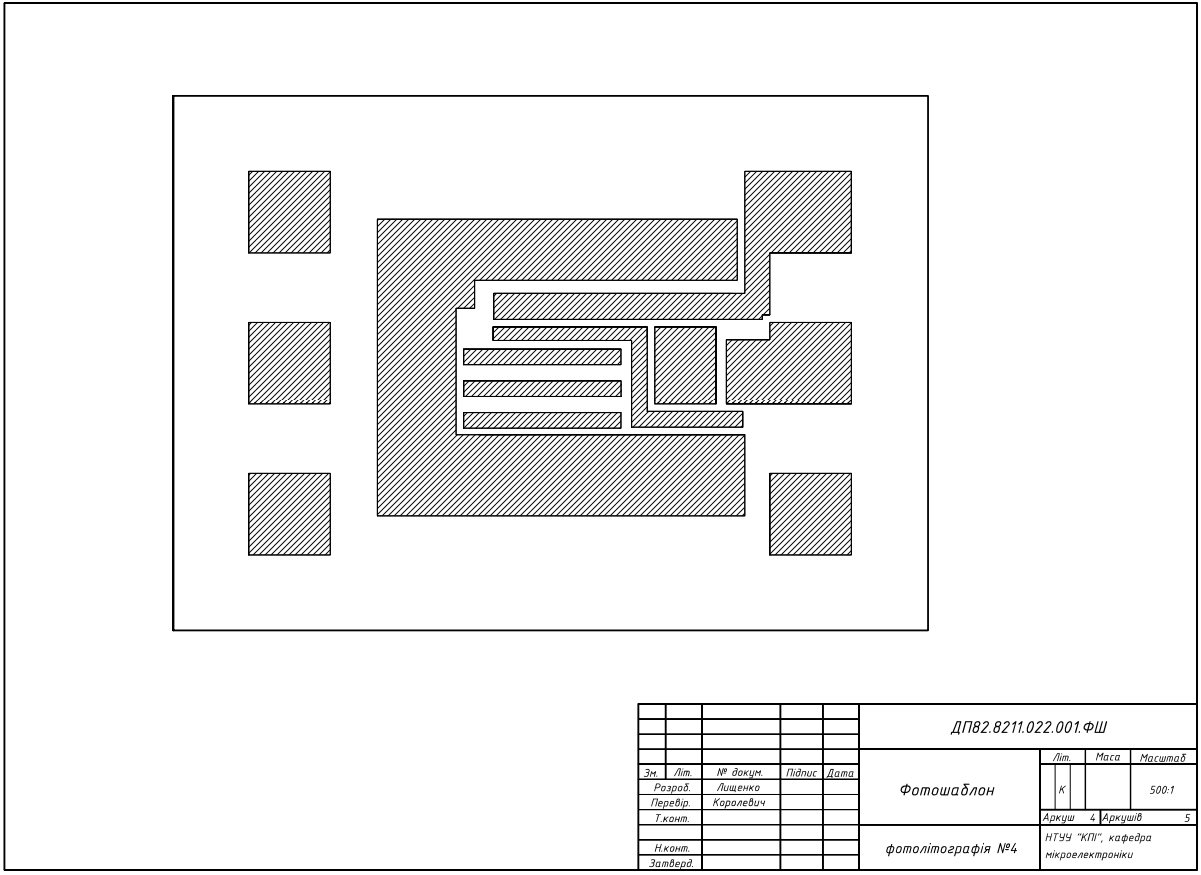 ДП82.8211.022.001.ФШ
Літ. Маса Масштаб
Зм. Літ. № докум. Підпис Дата
Розроб. Лищенко
Фотошаблон
К 500:1
Перевір. Королевич
Т.конт.
Аркуш 4 Аркушів 5
фотолітографія №4
НТУУ "КПІ", кафедра
мікроелектроніки
Н.конт.
Затверд.